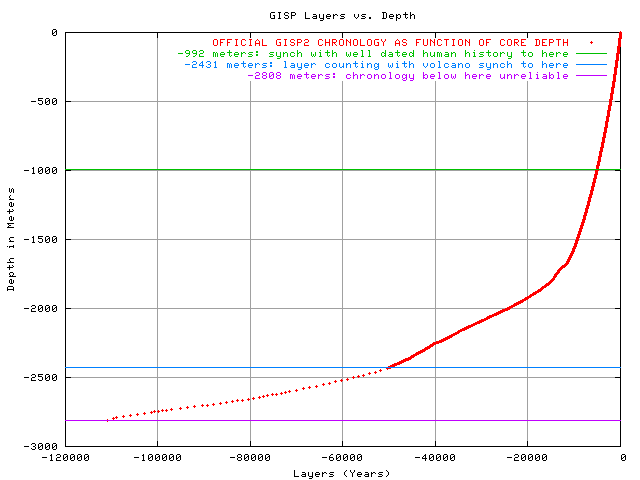 GISP Layers vs. Depth
OFFICIAL GISP2 CHRONOLOGY AS FUNCTION OF CORE DEPTH
-992 meters: synch with well dated human history to here
-2431 meters: layer counting with volcano synch to here
-2808 meters: chronology below here unreliable
0
-500
-1000
-1500
-2000
-2500
-3000
Depth in Meters
-120000 -100000 -80000 -60000 -40000 -20000 0
Layers (Years)